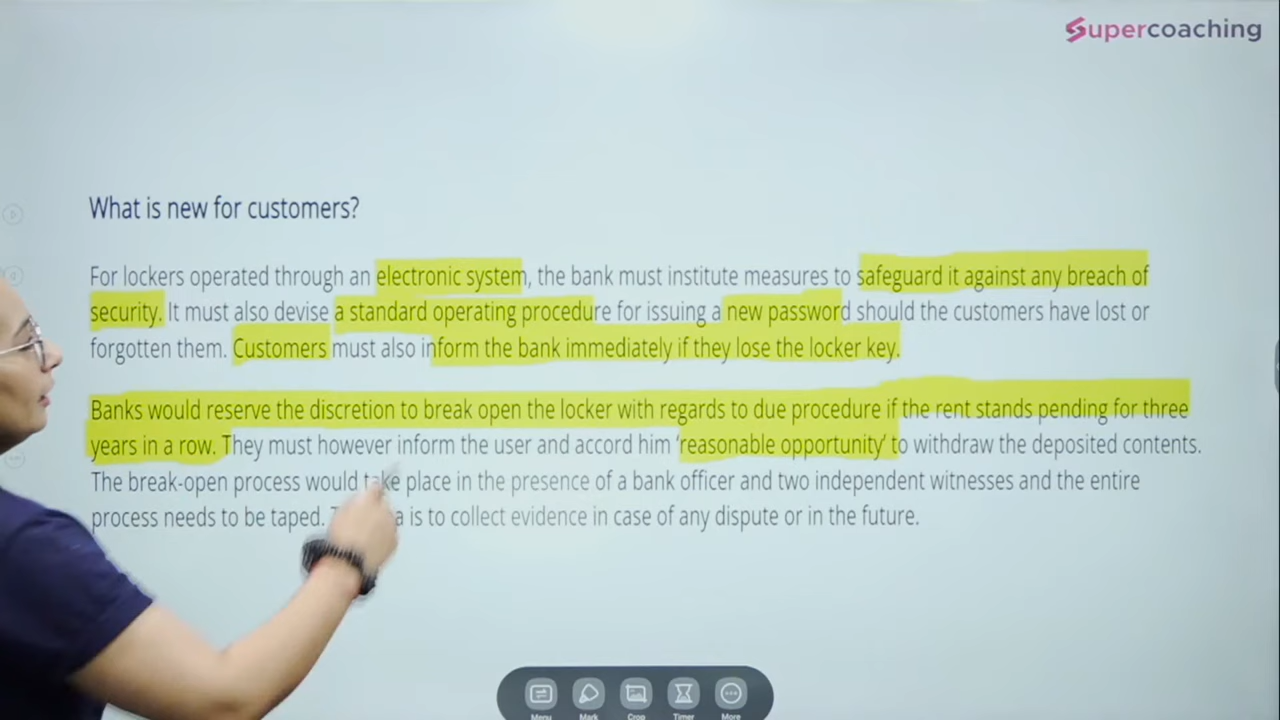 Supercoaching
What is new for customers?
For lockers operated through an electronic system, the bank must institute measures to safeguard it against any breach of
security. It must also devise a standard operating procedure for issuing a new password should the customers have lost or
forgotten them. Customers must also inform the bank immediately if they lose the locker key.
Banks would reserve the discretion to break open the locker with regards to due procedure if the rent stands pending for three
years in a row. They must however inform the user and accord him 'reasonable opportunity' to withdraw the deposited contents.
The break-open process would take place in the presence of a bank officer and two independent witnesses and the entire
process needs to be taped. is to collect evidence in case of any dispute or in the future.
Menu Mark Crop Timer More